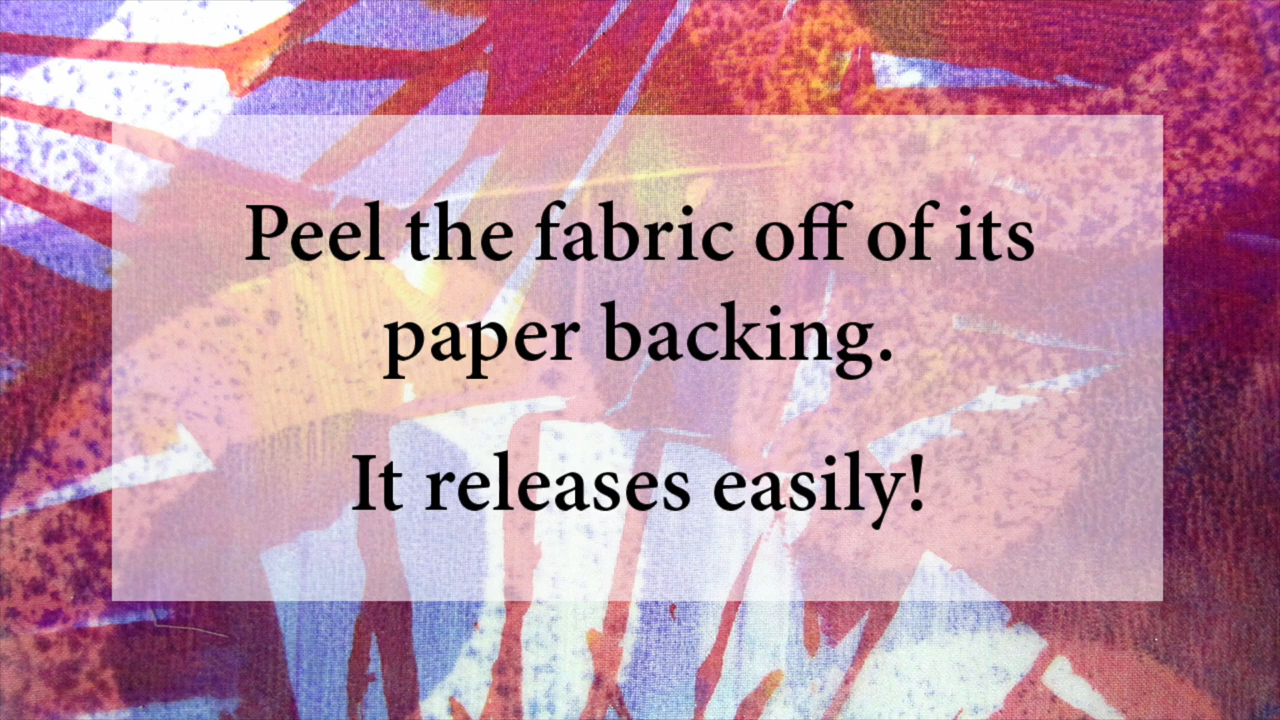 Peel the fabric off of its
paper backing.
It releases easily!